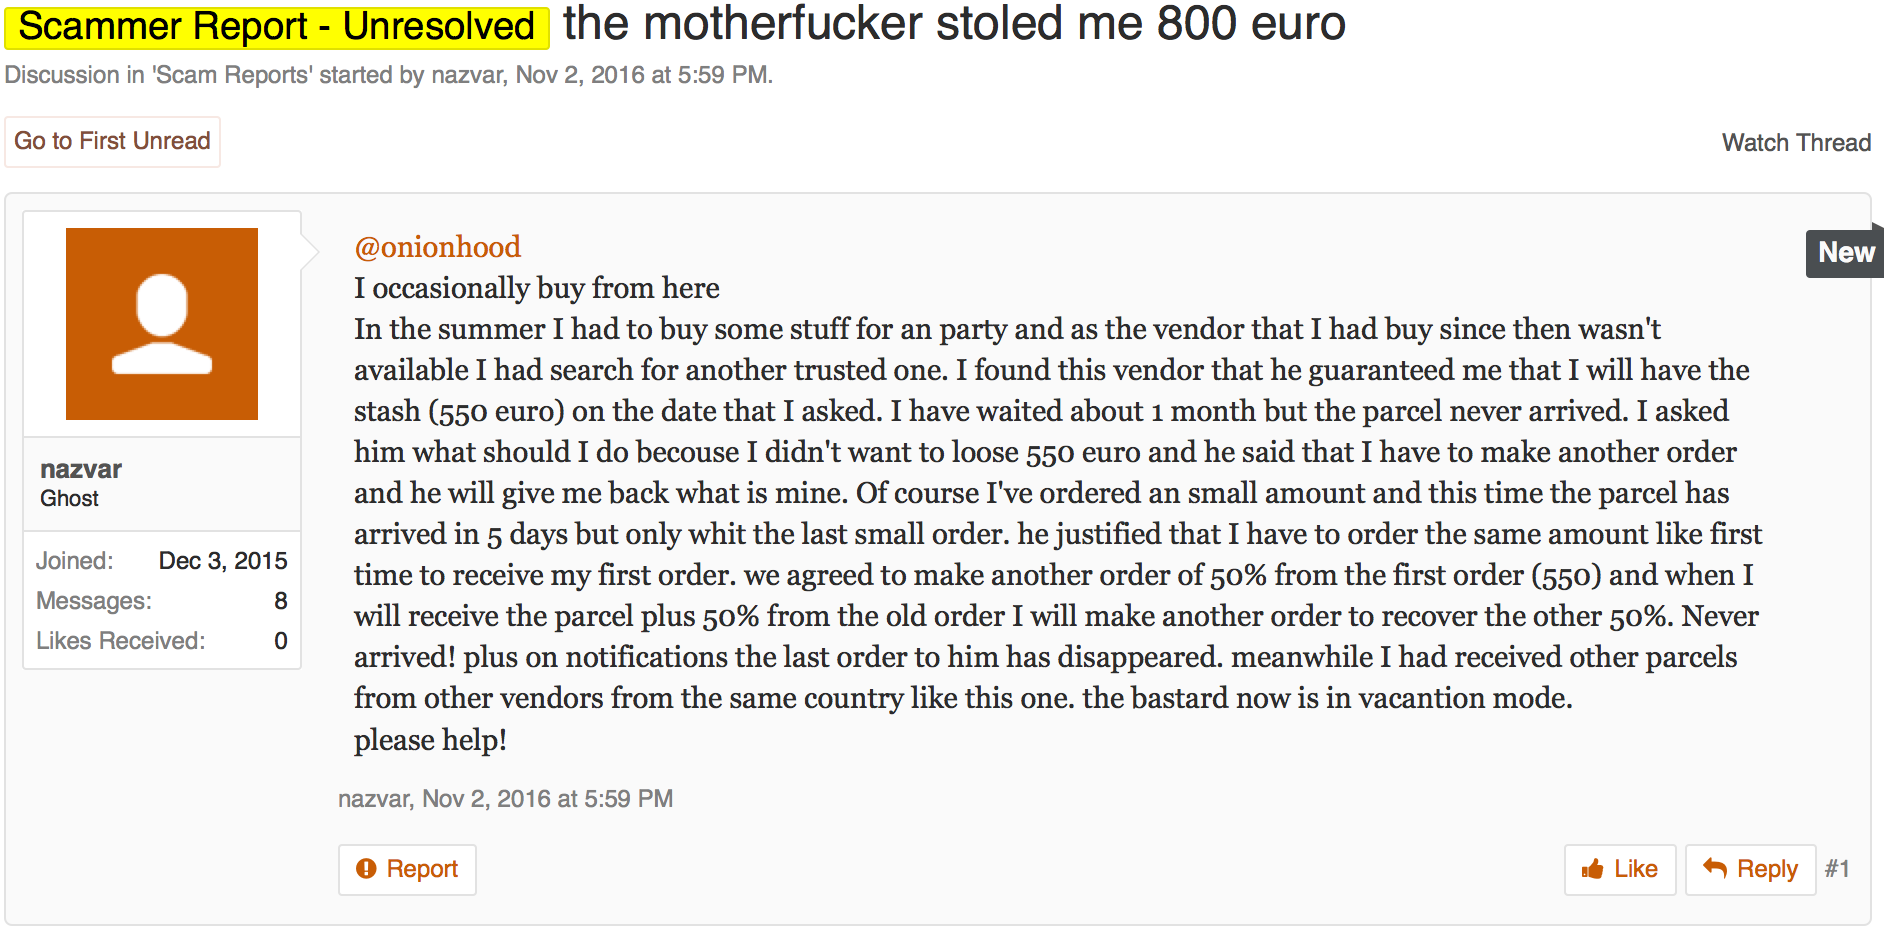 Scammer Report - Unresolved the motherfucker stoled me 800 euro
Discussion in 'Scam Reports' started by nazvar, Nov 2, 2016 at 5:59 PM.
Go to First Unread
Watch Thread
New
nazvar
Ghost
Joined: Dec 3, 2015
Messages: 8
Likes Received: 0
@onionhood
I occasionally buy from here
In the summer I had to buy some stuff for an party and as the vendor that I had buy since then wasn't
available I had search for another trusted one. I found this vendor that he guaranteed me that I will have the
stash (550 euro) on the date that I asked. I have waited about 1 month but the parcel never arrived. I asked
him what should I do becouse I didn't want to loose 550 euro and he said that I have to make another order
and he will give me back what is mine. Of course I've ordered an small amount and this time the parcel has
arrived in 5 days but only whit the last small order. he justified that I have to order the same amount like first
time to receive my first order. we agreed to make another order of 50% from the first order (550) and when I
will receive the parcel plus 50% from the old order I will make another order to recover the other 50%. Never
arrived! plus on notifications the last order to him has disappeared. meanwhile I had received other parcels
from other vendors from the same country like this one. the bastard now is in vacantion mode.
please help!
nazvar, Nov 2, 2016 at 5:59 PM
Report
Like
Reply
#1